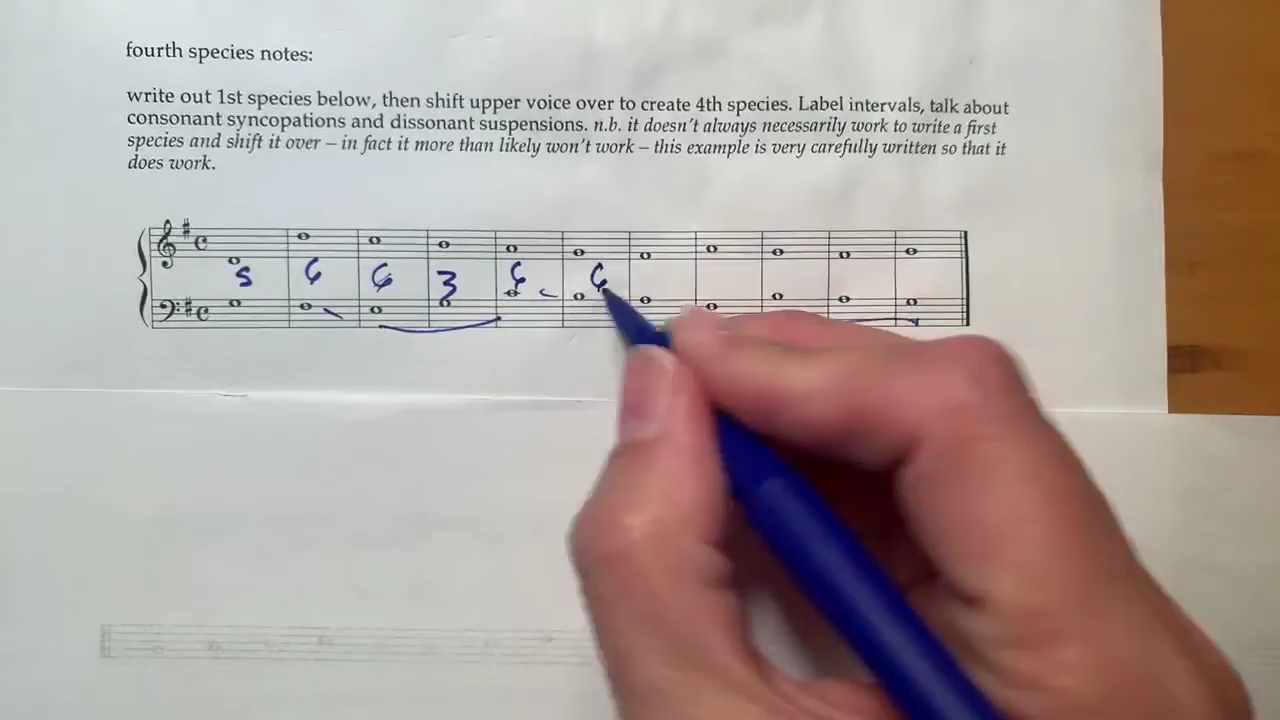 fourth species notes:
write out 1st species below, then shift upper voice over to create 4th species. Label intervals, talk about
consonant syncopations and dissonant suspensions. n.b. it doesn't always necessarily work to write a first
species and shift it over – in fact it more than likely won't work – this example is very carefully written so that it
does work.
5 6 6 3 6 6